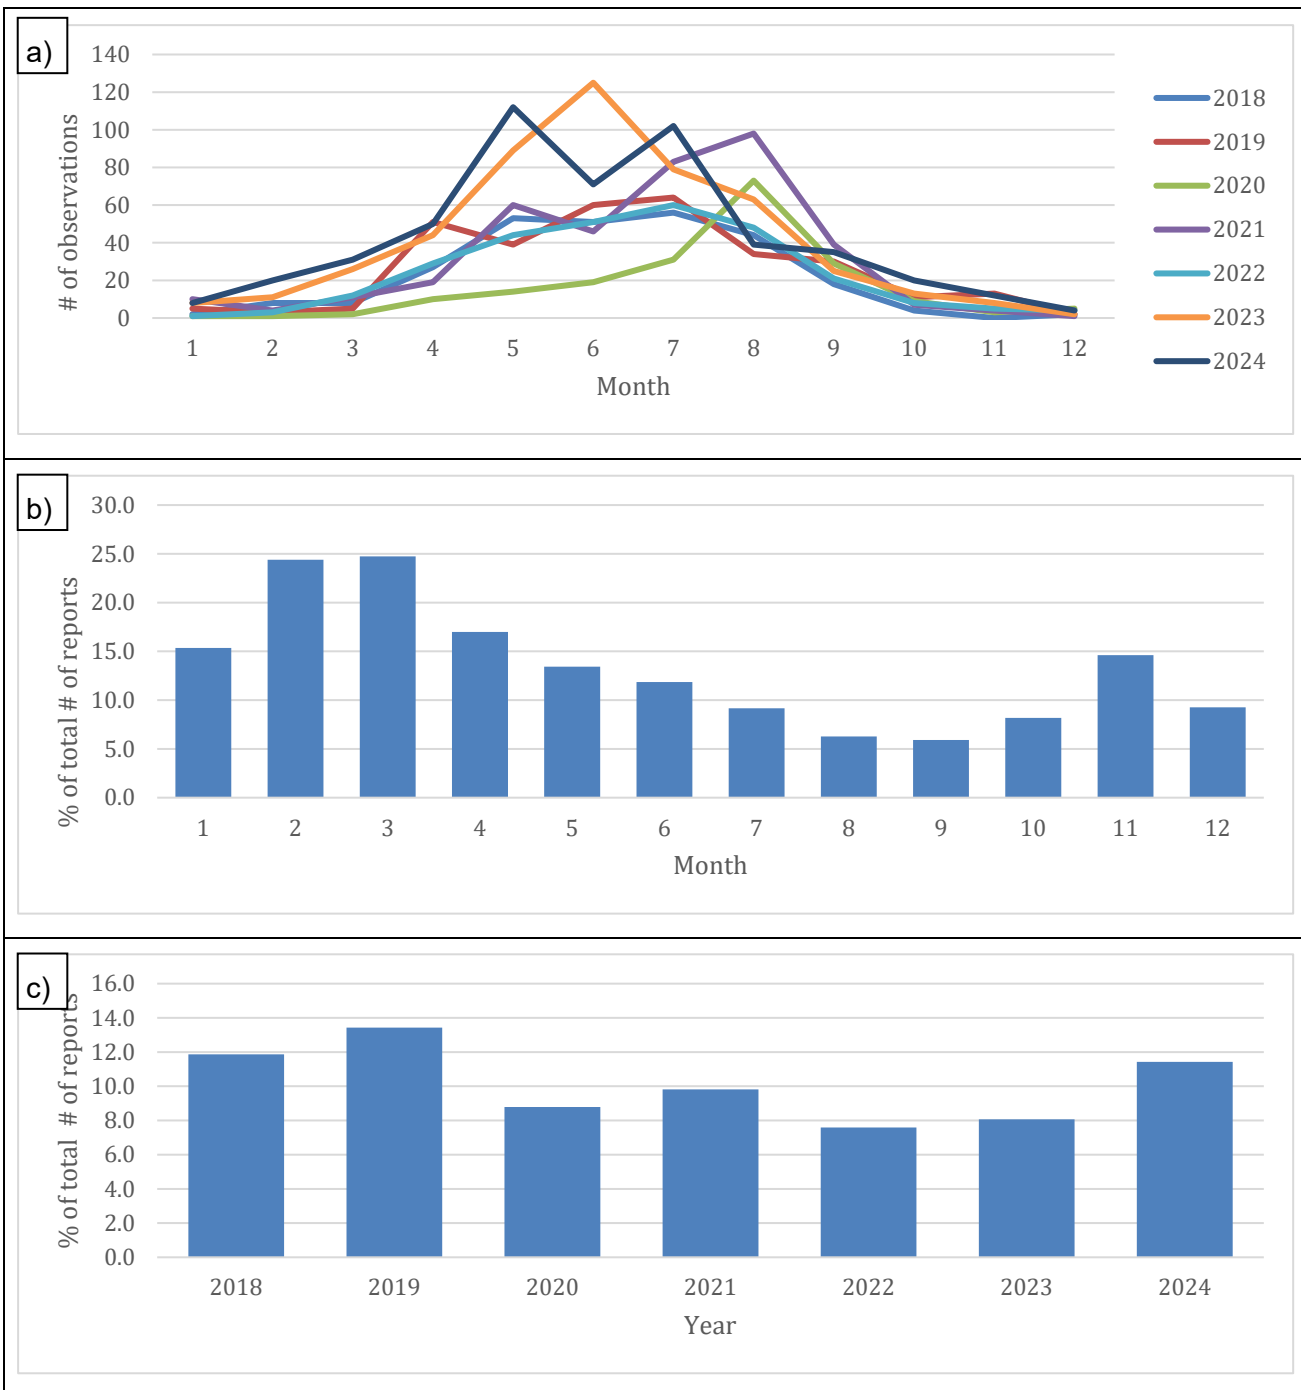 a)
140
120
100
80
60
40
20
0
# of observations
1 2 3 4 5 6 7 8 9 10 11 12
Month
2018
2019
2020
2021
2022
2023
2024
b)
30.0
25.0
20.0
15.0
10.0
5.0
0.0
% of total # of reports
1 2 3 4 5 6 7 8 9 10 11 12
Month
c)
16.0
14.0
12.0
10.0
8.0
6.0
4.0
2.0
0.0
% of total # of reports
2018 2019 2020 2021 2022 2023 2024
Year